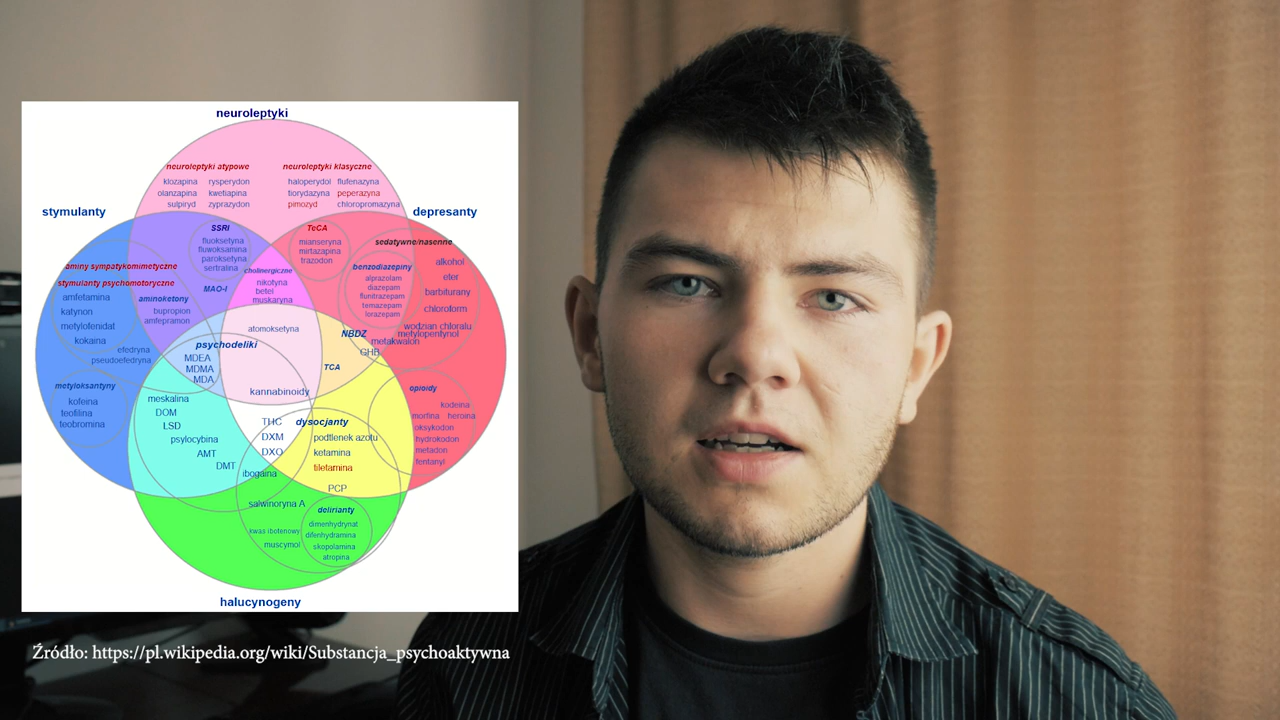 neuroleptyki
neuroleptyki atypowe
klozapina rysperydon
olanzapina kwetiapina
sulpiryd zyprazydon
neuroleptyki klasyczne
haloperydol flufenazyna
tiorydazyna peperazyna
pimozyd chloropromazyna
stymulanty
depresanty
SSRI
fluoksetyna
fluwoksamina
paroksetyna
sertralina
MAO-I
TeCA
mianseryna
mirtazapina
trazodon
sedatywne/nasenne
alkohol
eter
barbiturany
chloroform
wodzian chloralu
metylopentynol
metakwalon
benzodiazepiny
alprazolam
diazepam
flunitrazepam
temazepam
lorazepam
cholinergiczne
nikotyna
betel
muskaryna
aminy sympatykomimetyczne
stymulanty psychomotoryczne
amfetamina
katynon
metylofenidat
kokaina
aminoketony
bupropion
amfepramon
efedryna
pseudoefedryna
atomoksetyna
NBDZ
GHB
TCA
psychodeliki
MDEA
MDMA
MDA
kannabinoidy
metyloksantyny
kofeina
teofilina
teobromina
opioidy
kodeina
morfina heroina
oksykodon
hydrokodon
metadon
fentanyl
meskalina
DOM
LSD
psylocybina
AMT
DMT
THC
DXM
DXO
dysocjanty
podtlenek azotu
ketamina
tiletamina
PCP
ibogaina
salwinoryna A
kwas ibotenowy
muscymol
delirianty
dimenhydrynat
difenhydramina
skopolamina
atropina
halucynogeny
Źródło: https://pl.wikipedia.org/wiki/Substancja_psychoaktywna